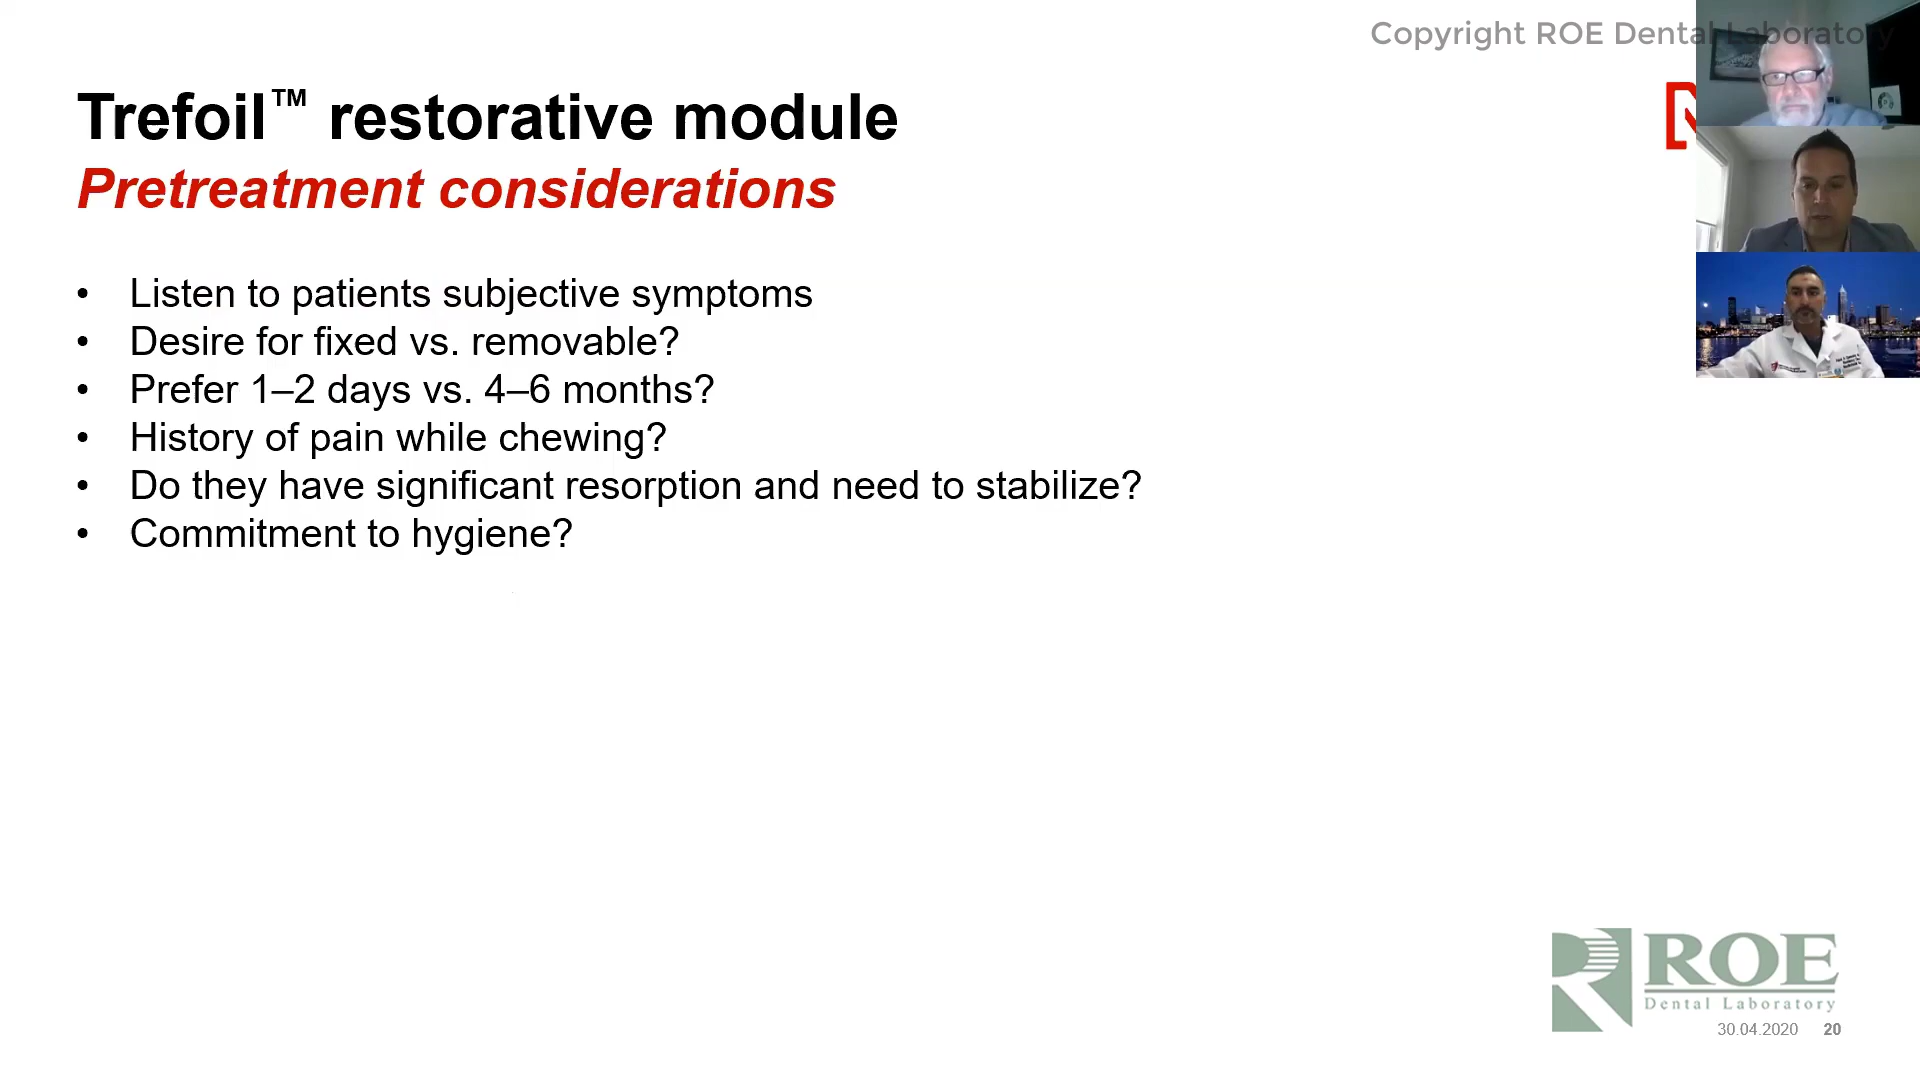 Copyright ROE Dental Laboratory
Trefoil™ restorative module
Pretreatment considerations
• Listen to patients subjective symptoms
• Desire for fixed vs. removable?
• Prefer 1–2 days vs. 4–6 months?
• History of pain while chewing?
• Do they have significant resorption and need to stabilize?
• Commitment to hygiene?
ROE
Dental Laboratory
30.04.2020 20